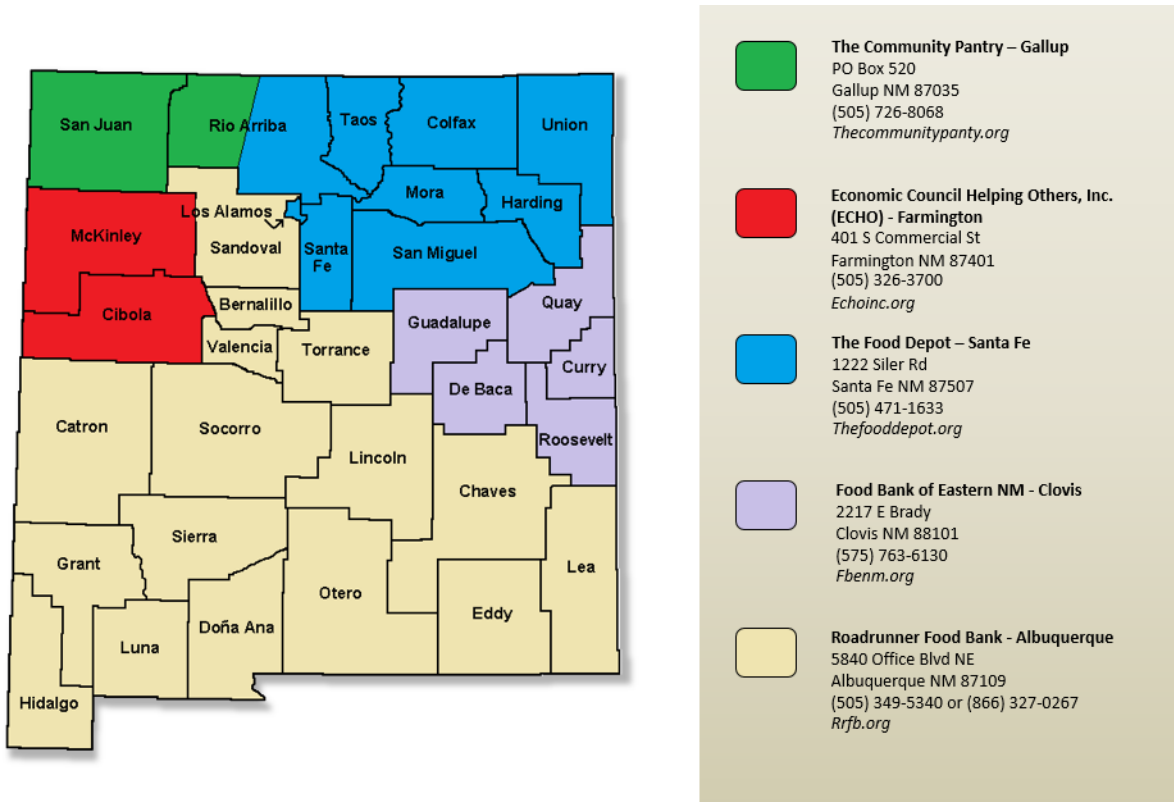 San Juan
Rio Arriba
Taos
Colfax
Union
Mora
Harding
Los Alamos
McKinley
Sandoval
Santa
Fe
San Miguel
Cibola
Bernalillo
Guadalupe
Quay
Valencia
Torrance
Curry
De Baca
Catron
Socorro
Lincoln
Roosevelt
Chaves
Sierra
Grant
Lea
Otero
Eddy
Doña Ana
Luna
Hidalgo
The Community Pantry – Gallup
PO Box 520
Gallup NM 87035
(505) 726-8068
Thecommunitypanty.org
Economic Council Helping Others, Inc.
(ECHO) - Farmington
401 S Commercial St
Farmington NM 87401
(505) 326-3700
Echoinc.org
The Food Depot – Santa Fe
1222 Siler Rd
Santa Fe NM 87507
(505) 471-1633
Thefooddepot.org
Food Bank of Eastern NM - Clovis
2217 E Brady
Clovis NM 88101
(575) 763-6130
Fbenm.org
Roadrunner Food Bank - Albuquerque
5840 Office Blvd NE
Albuquerque NM 87109
(505) 349-5340 or (866) 327-0267
Rrfb.org